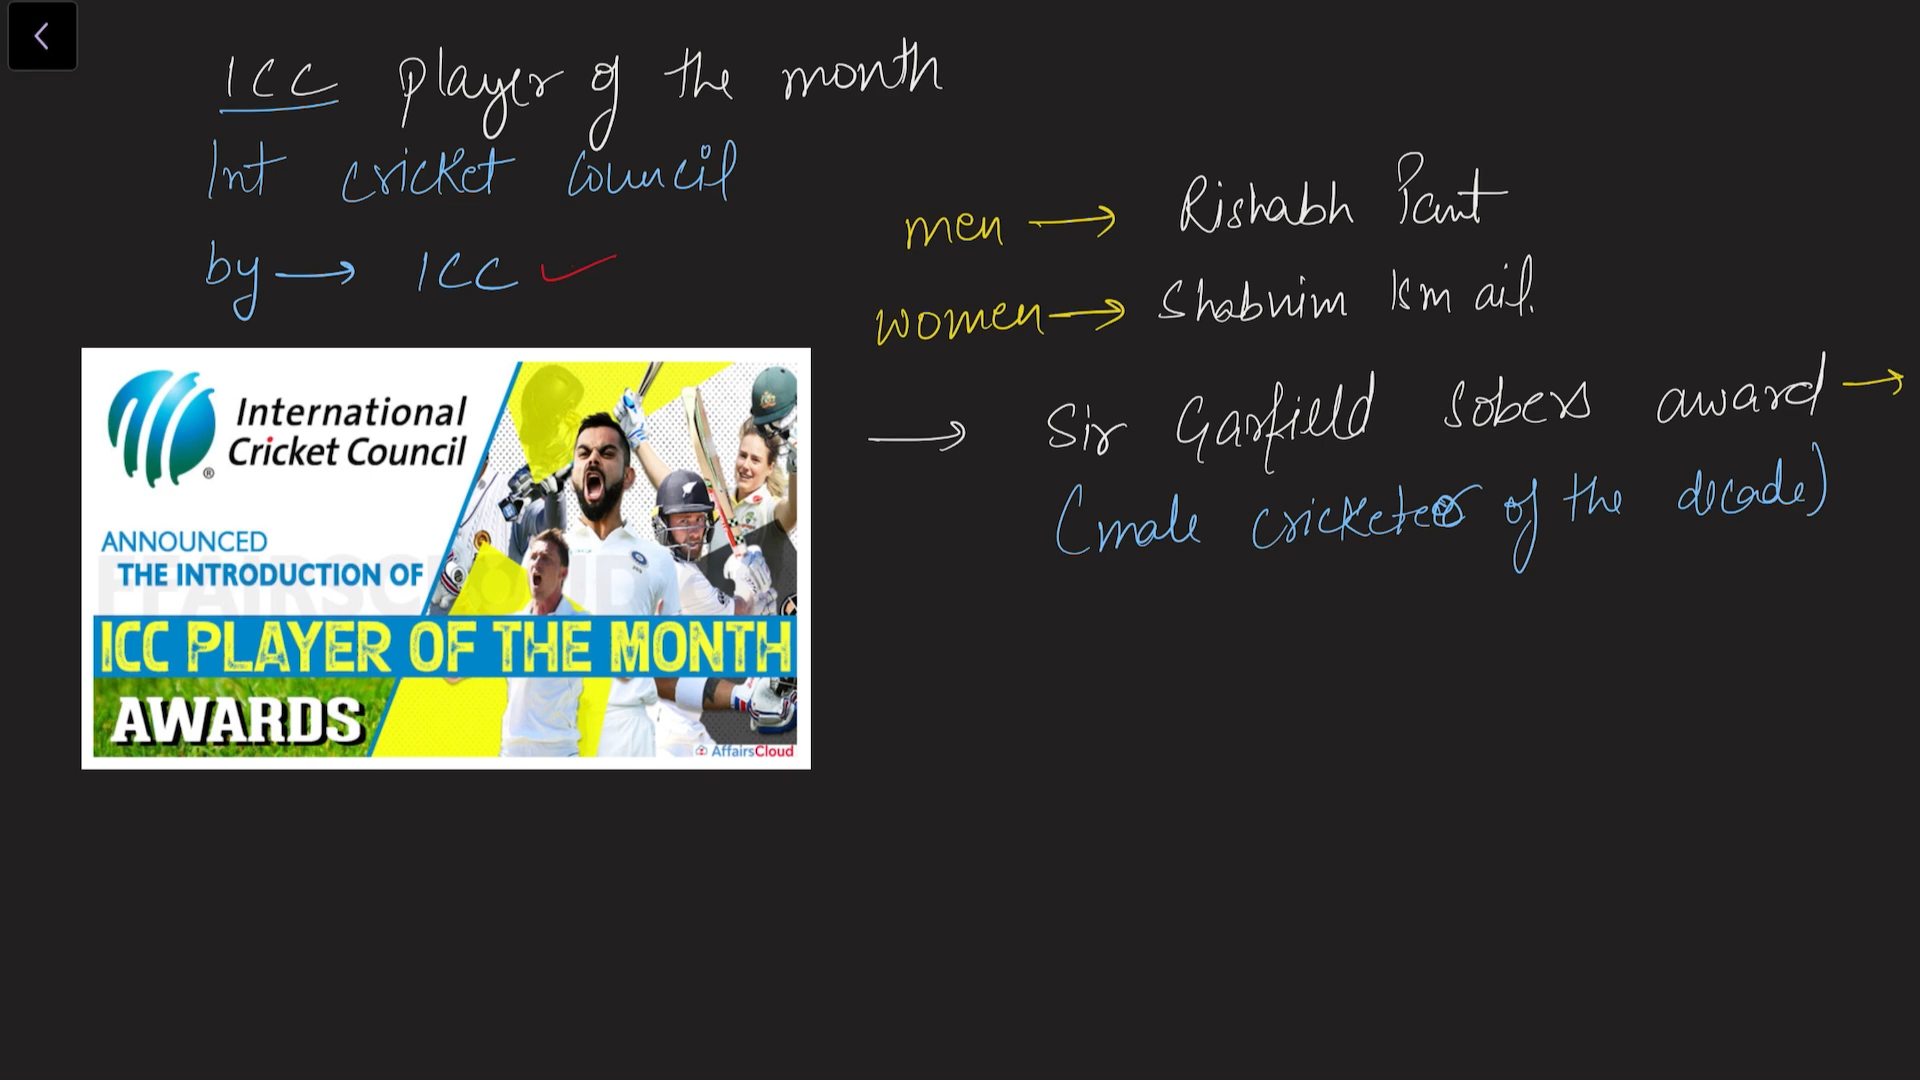 ICC player of the month
Int cricket Council
by → ICC ✓
men → Rishabh Pant
women → Shabnim Ismail.
→ Sir Garfield Sobers award →
(male cricketer of the decade)
International
Cricket Council
®
ANNOUNCED
THE INTRODUCTION OF
ICC PLAYER OF THE MONTH
AWARDS
AffairsCloud